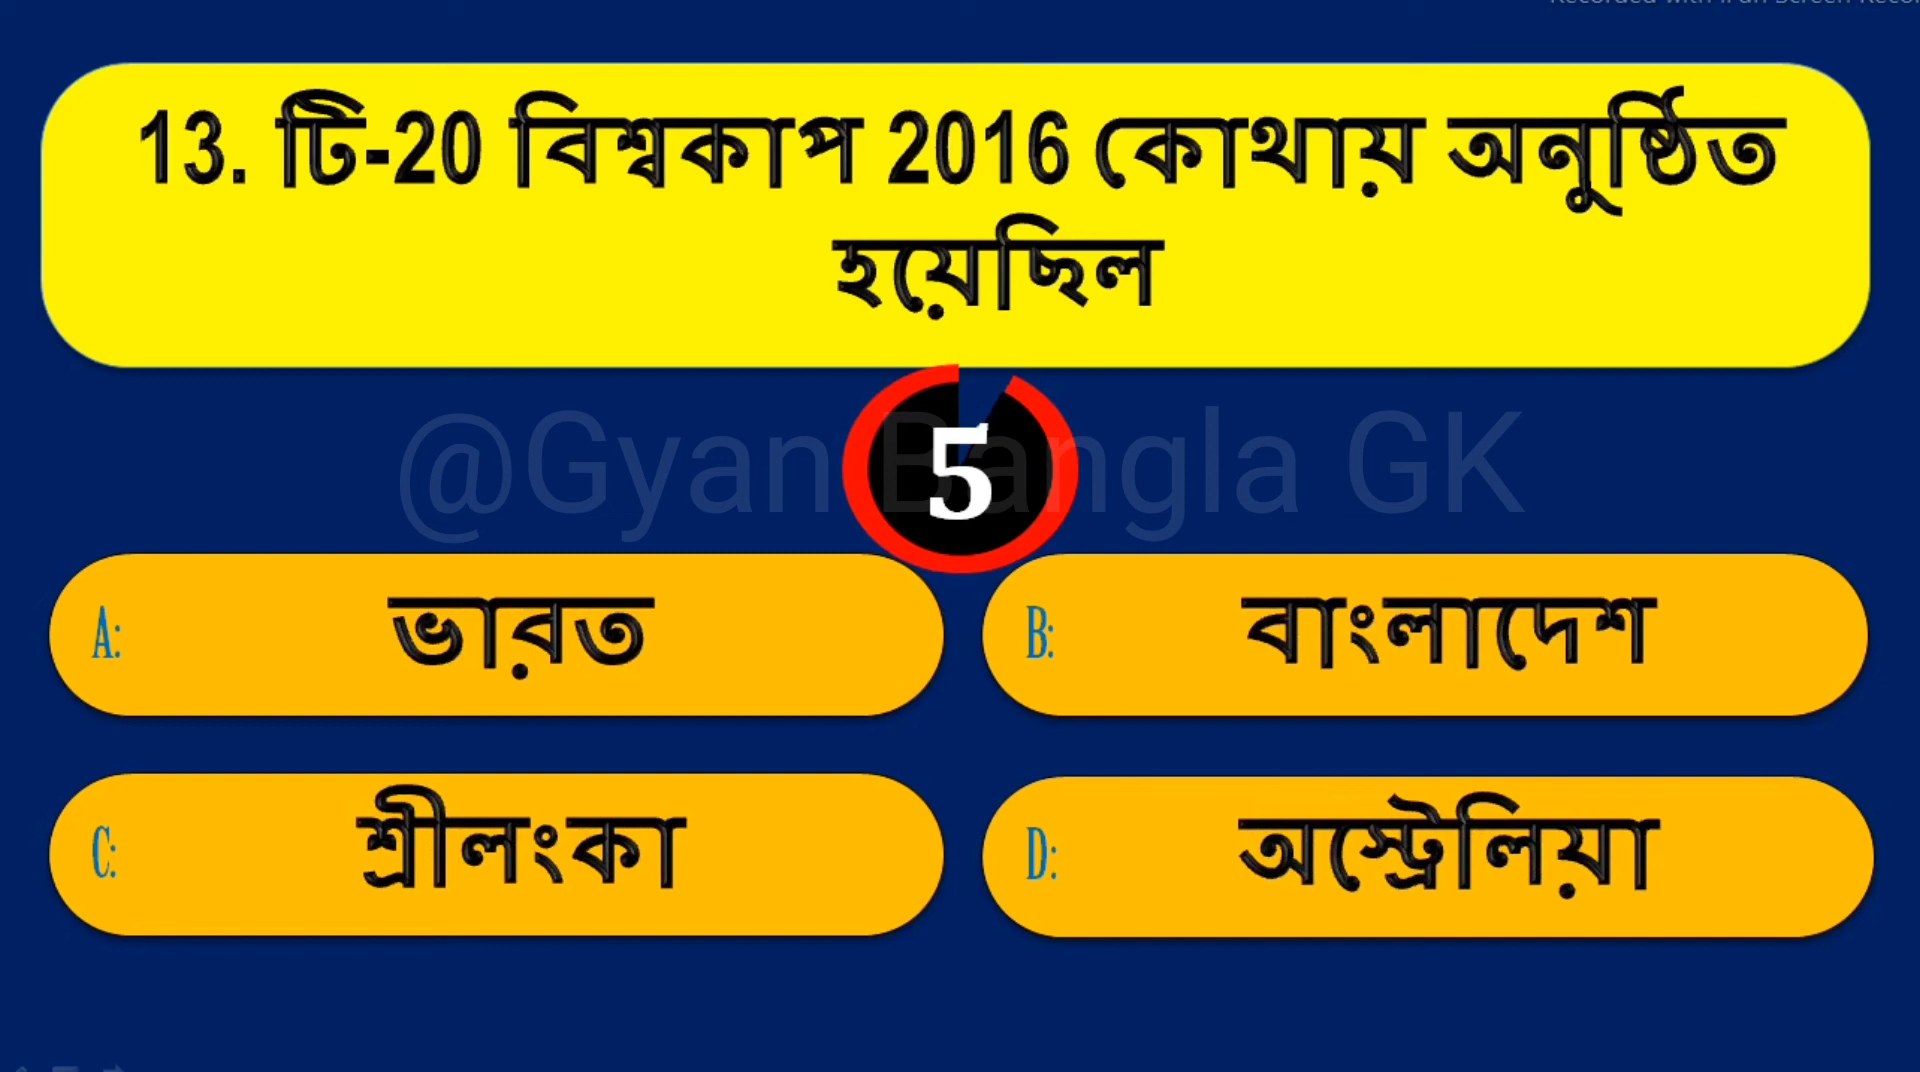 13. টি-20 বিশ্বকাপ 2016 কোথায় অনুষ্ঠিত
হয়েছিল
@Gyan Bangla GK
5
A: ভারত
B: বাংলাদেশ
C: শ্রীলংকা
D: অস্ট্রেলিয়া